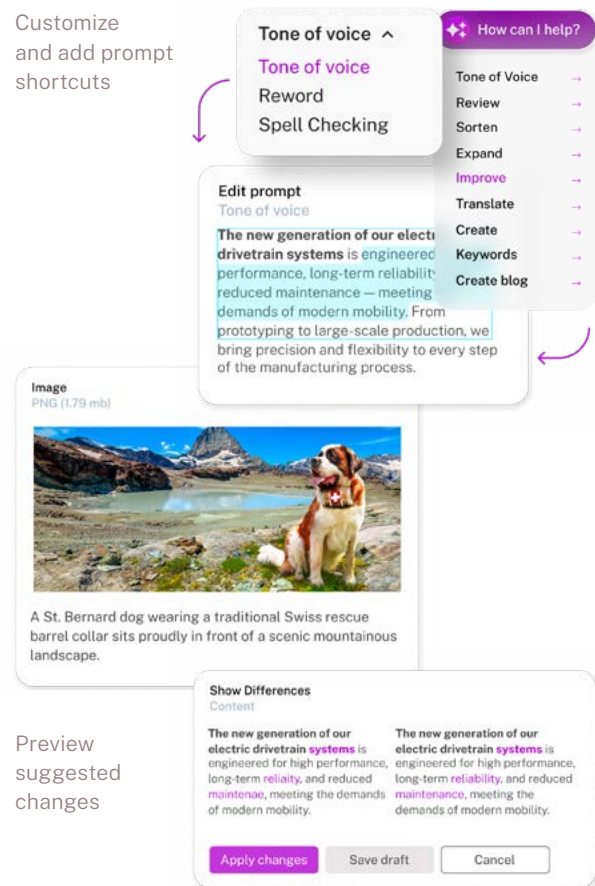 Customize
and add prompt
shortcuts
Tone of voice
Tone of voice
Reword
Spell Checking
How can I help?
Tone of Voice
Review
Sorten
Expand
Improve
Translate
Create
Keywords
Create blog
Edit prompt
Tone of voice
The new generation of our electr
drivetrain systems is engineered
performance, long-term reliability
reduced maintenance — meeting
demands of modern mobility. From
prototyping to large-scale production, we
bring precision and flexibility to every step
of the manufacturing process.
Image
PNG (1.79 mb)
A St. Bernard dog wearing a traditional Swiss rescue
barrel collar sits proudly in front of a scenic mountainous
landscape.
Preview
suggested
changes
Show Differences
Content
The new generation of our
electric drivetrain systems is
engineered for high performance,
long-term reliaity, and reduced
maintenae, meeting the demands
of modern mobility.
The new generation of our
electric drivetrain systems is
engineered for high performance,
long-term reliability, and reduced
maintenance, meeting the
demands of modern mobility.
Apply changes
Save draft
Cancel